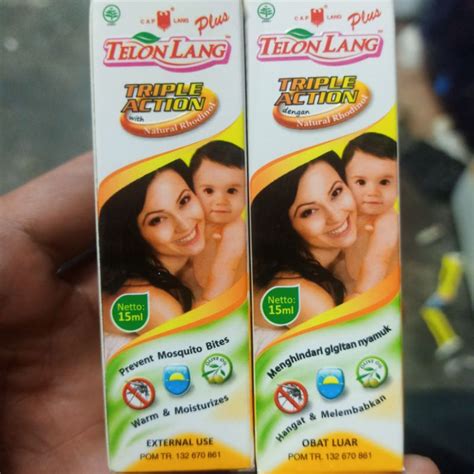 CAP LANG
Plus
TELON LANG
TRIPLE
ACTION
with
Natural Rhodinol
Netto:
15ml
Prevent Mosquito Bites
Warm & Moisturizes
EXTERNAL USE
POM TR. 132 670 861
CAP LANG
Plus
TELON LANG
TRIPLE
ACTION
dengan
Natural Rhodinol
Netto:
15ml
Menghindari gigitan nyamuk
Hangat & Melembabkan
OBAT LUAR
POM TR. 132 670 861